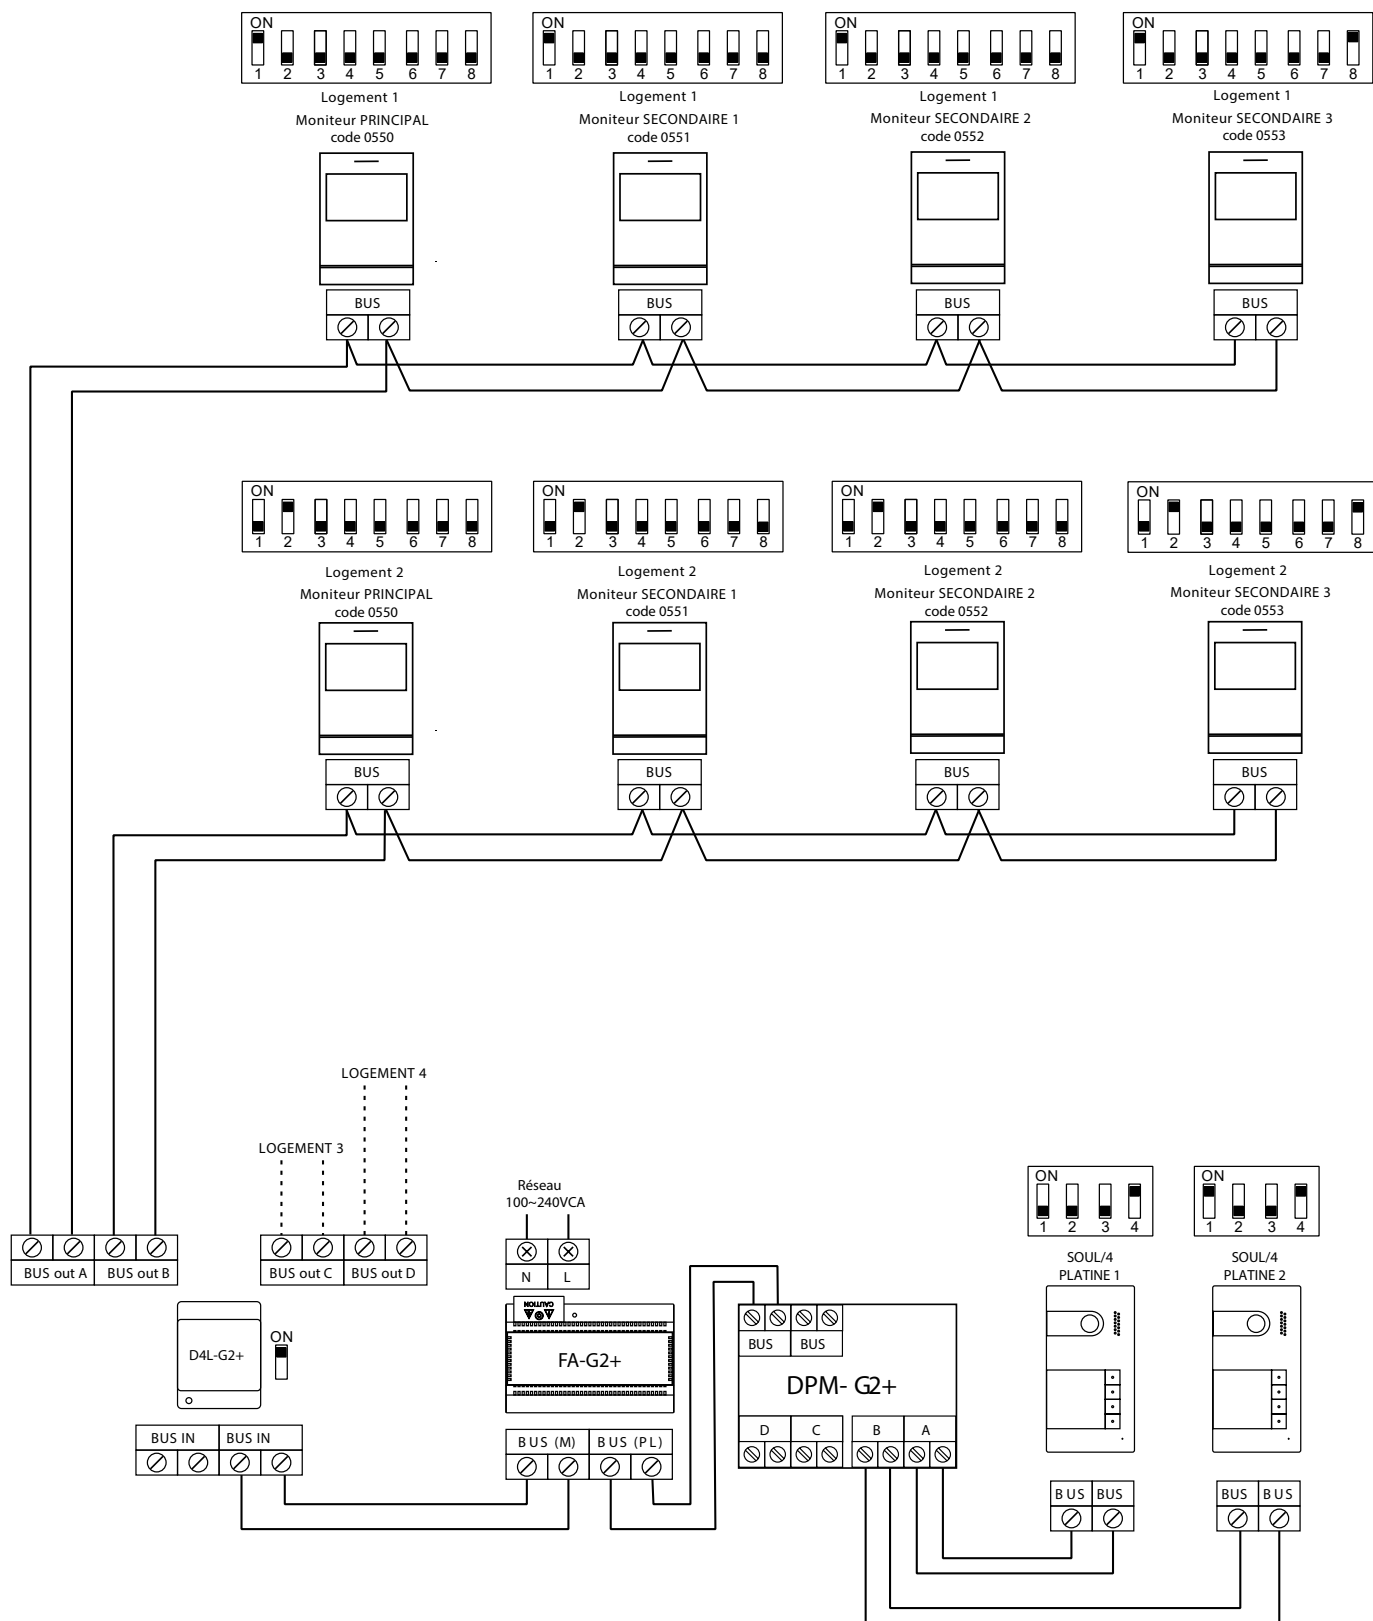 ON ON ON ON
1 2 3 4 5 6 7 8 1 2 3 4 5 6 7 8 1 2 3 4 5 6 7 8 1 2 3 4 5 6 7 8
Logement 1 Logement 1 Logement 1 Logement 1
Moniteur PRINCIPAL Moniteur SECONDAIRE 1 Moniteur SECONDAIRE 2 Moniteur SECONDAIRE 3
code 0550 code 0551 code 0552 code 0553
BUS BUS BUS BUS
ON ON ON ON
1 2 3 4 5 6 7 8 1 2 3 4 5 6 7 8 1 2 3 4 5 6 7 8 1 2 3 4 5 6 7 8
Logement 2 Logement 2 Logement 2 Logement 2
Moniteur PRINCIPAL Moniteur SECONDAIRE 1 Moniteur SECONDAIRE 2 Moniteur SECONDAIRE 3
code 0550 code 0551 code 0552 code 0553
BUS BUS BUS BUS
LOGEMENT 4
LOGEMENT 3
Réseau
100~240VCA
ON ON
1 2 3 4 1 2 3 4
BUS out A BUS out B BUS out C BUS out D
N L
SOUL/4 SOUL/4
PLATINE 1 PLATINE 2
CAUTION
D4L-G2+ ON
FA-G2+
BUS BUS
DPM- G2+
D C B A
BUS IN BUS IN
BUS (M) BUS (PL)
BUS BUS BUS BUS